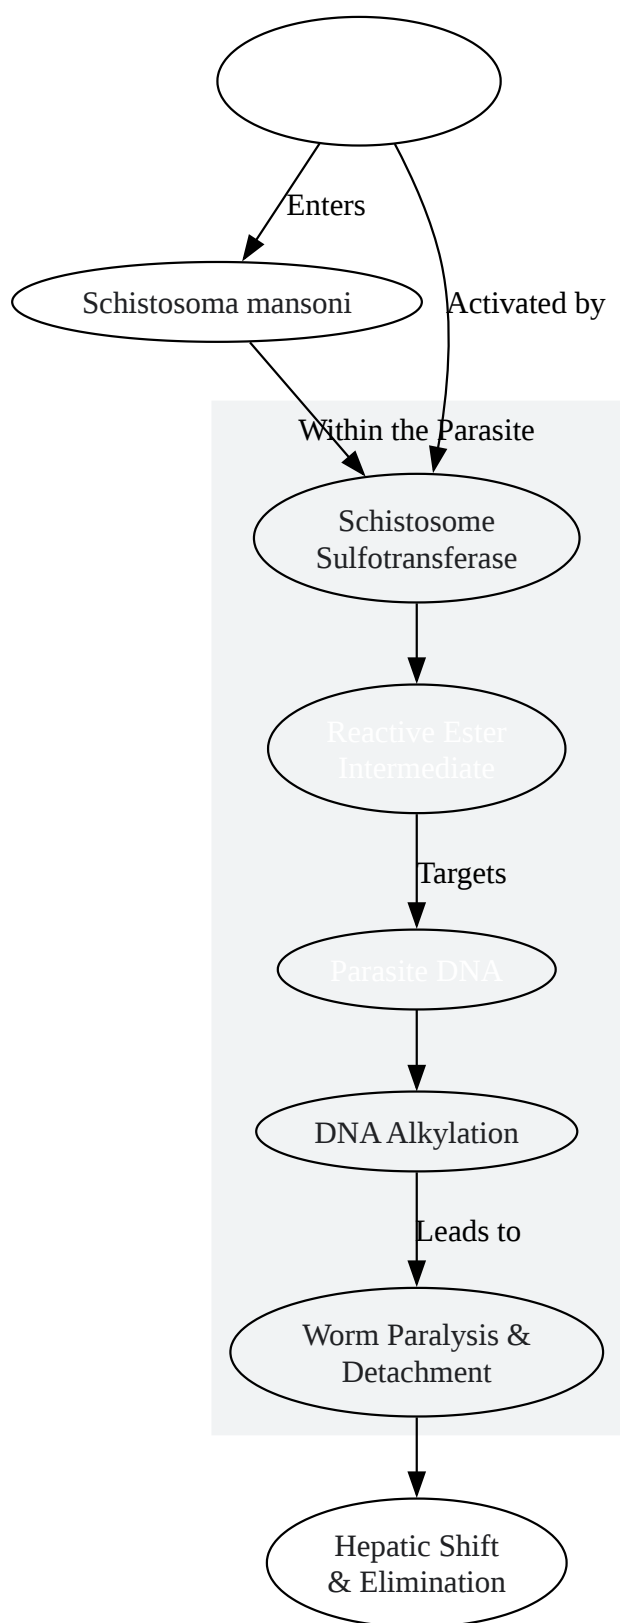 Enters
Schistosoma mansoni
Activated by
Within the Parasite
Schistosome
Sulfotransferase
Reactive Ester
Intermediate
Targets
Parasite DNA
DNA Alkylation
Leads to
Worm Paralysis &
Detachment
Hepatic Shift
& Elimination